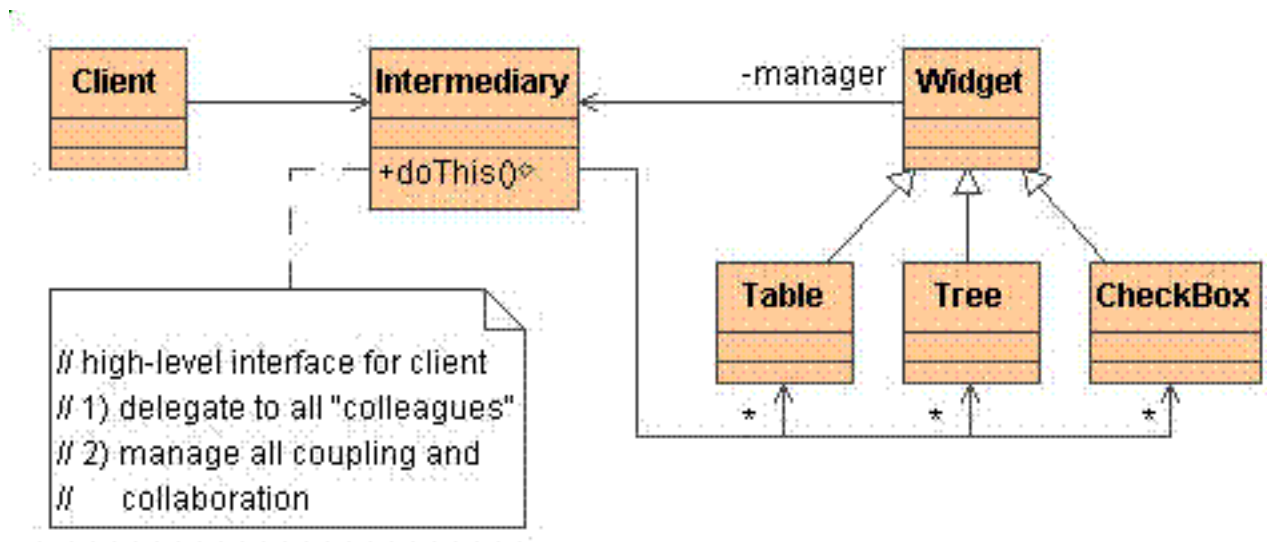 Client
Intermediary
-manager
Widget
+doThis()
Table
Tree
CheckBox
* * *
// high-level interface for client
// 1) delegate to all "colleagues"
// 2) manage all coupling and
// collaboration